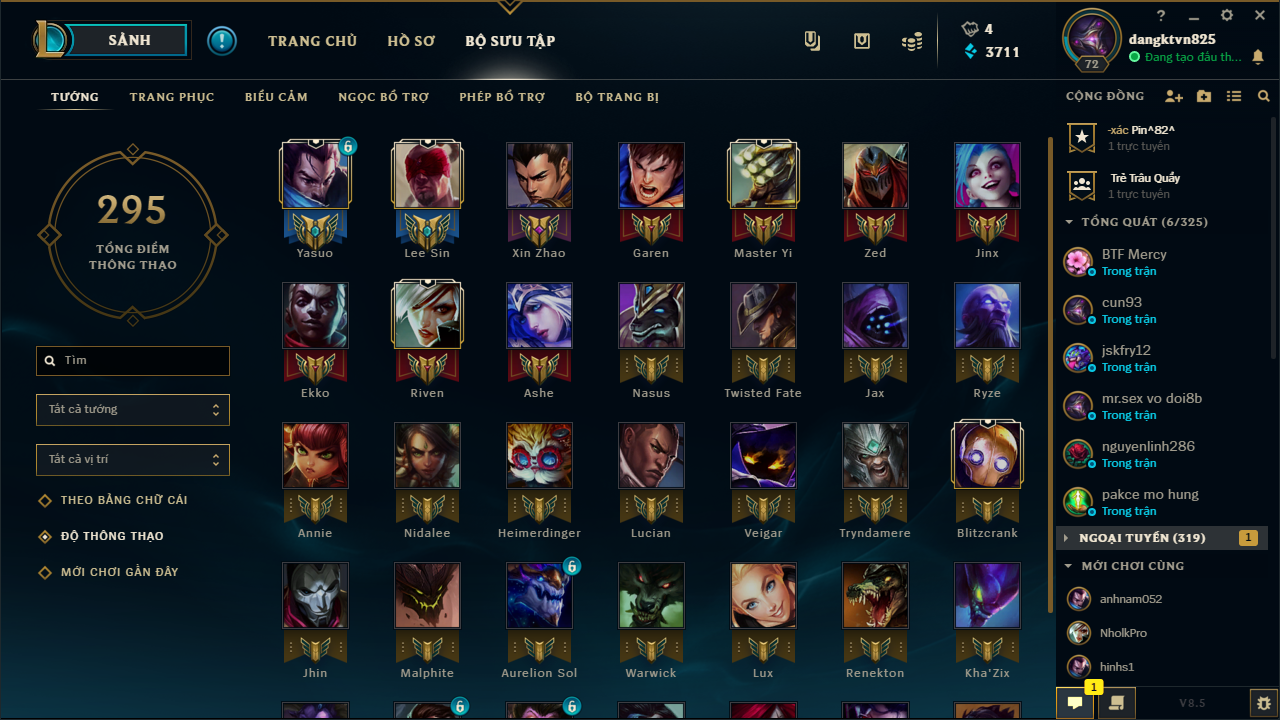 SẢNH
TRANG CHỦ
HỒ SƠ
BỘ SƯU TẬP
4
3711
?
72
dangktvn825
Đang tạo đấu th...
TƯỚNG
TRANG PHỤC
BIỂU CẢM
NGỌC BỔ TRỢ
PHÉP BỔ TRỢ
BỘ TRANG BỊ
CỘNG ĐỒNG
295
TỔNG ĐIỂM
THÔNG THẠO
Tìm
Tất cả tướng
Tất cả vị trí
THEO BẢNG CHỮ CÁI
ĐỘ THÔNG THẠO
MỚI CHƠI GẦN ĐÂY
6
Yasuo
Lee Sin
Xin Zhao
Garen
Master Yi
Zed
Jinx
Ekko
Riven
Ashe
Nasus
Twisted Fate
Jax
Ryze
Annie
Nidalee
Heimerdinger
Lucian
Veigar
Tryndamere
Blitzcrank
6
Jhin
Malphite
Aurelion Sol
Warwick
Lux
Renekton
Kha'Zix
6
6
-xác Pin^82^
1 trực tuyến
Trẻ Trâu Quầy
1 trực tuyến
TỔNG QUÁT (6/325)
BTF Mercy
Trong trận
cun93
Trong trận
jskfry12
Trong trận
mr.sex vo doi8b
Trong trận
nguyenlinh286
Trong trận
pakce mo hung
Trong trận
NGOẠI TUYẾN (319)
1
MỚI CHƠI CÙNG
anhnam052
NholkPro
hinhs1
1
V8.5